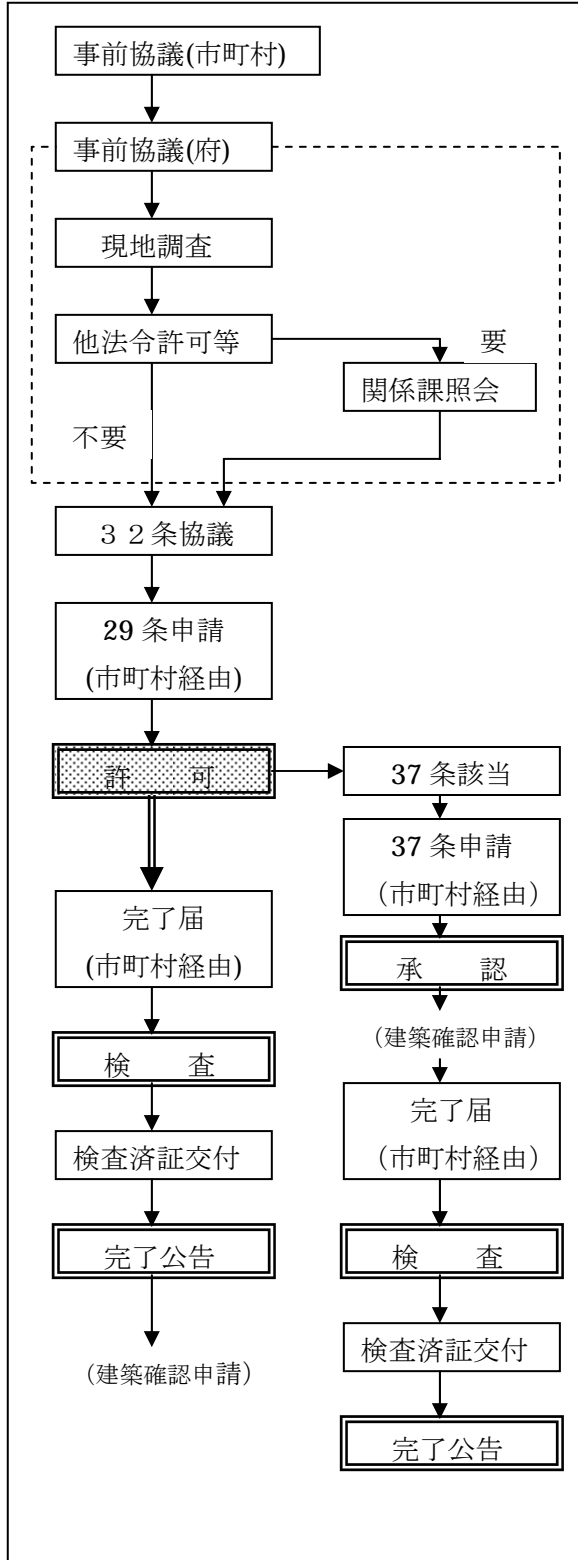 事前協議(市町村)
事前協議(府)
現地調査
他法令許可等
要
関係課照会
不要
３２条協議
29 条申請
(市町村経由)
許　可
37 条該当
37 条申請
（市町村経由）
承　認
(建築確認申請)
完了届
（市町村経由）
検　査
検査済証交付
完了公告
完了届
(市町村経由)
検　査
検査済証交付
完了公告
（建築確認申請）